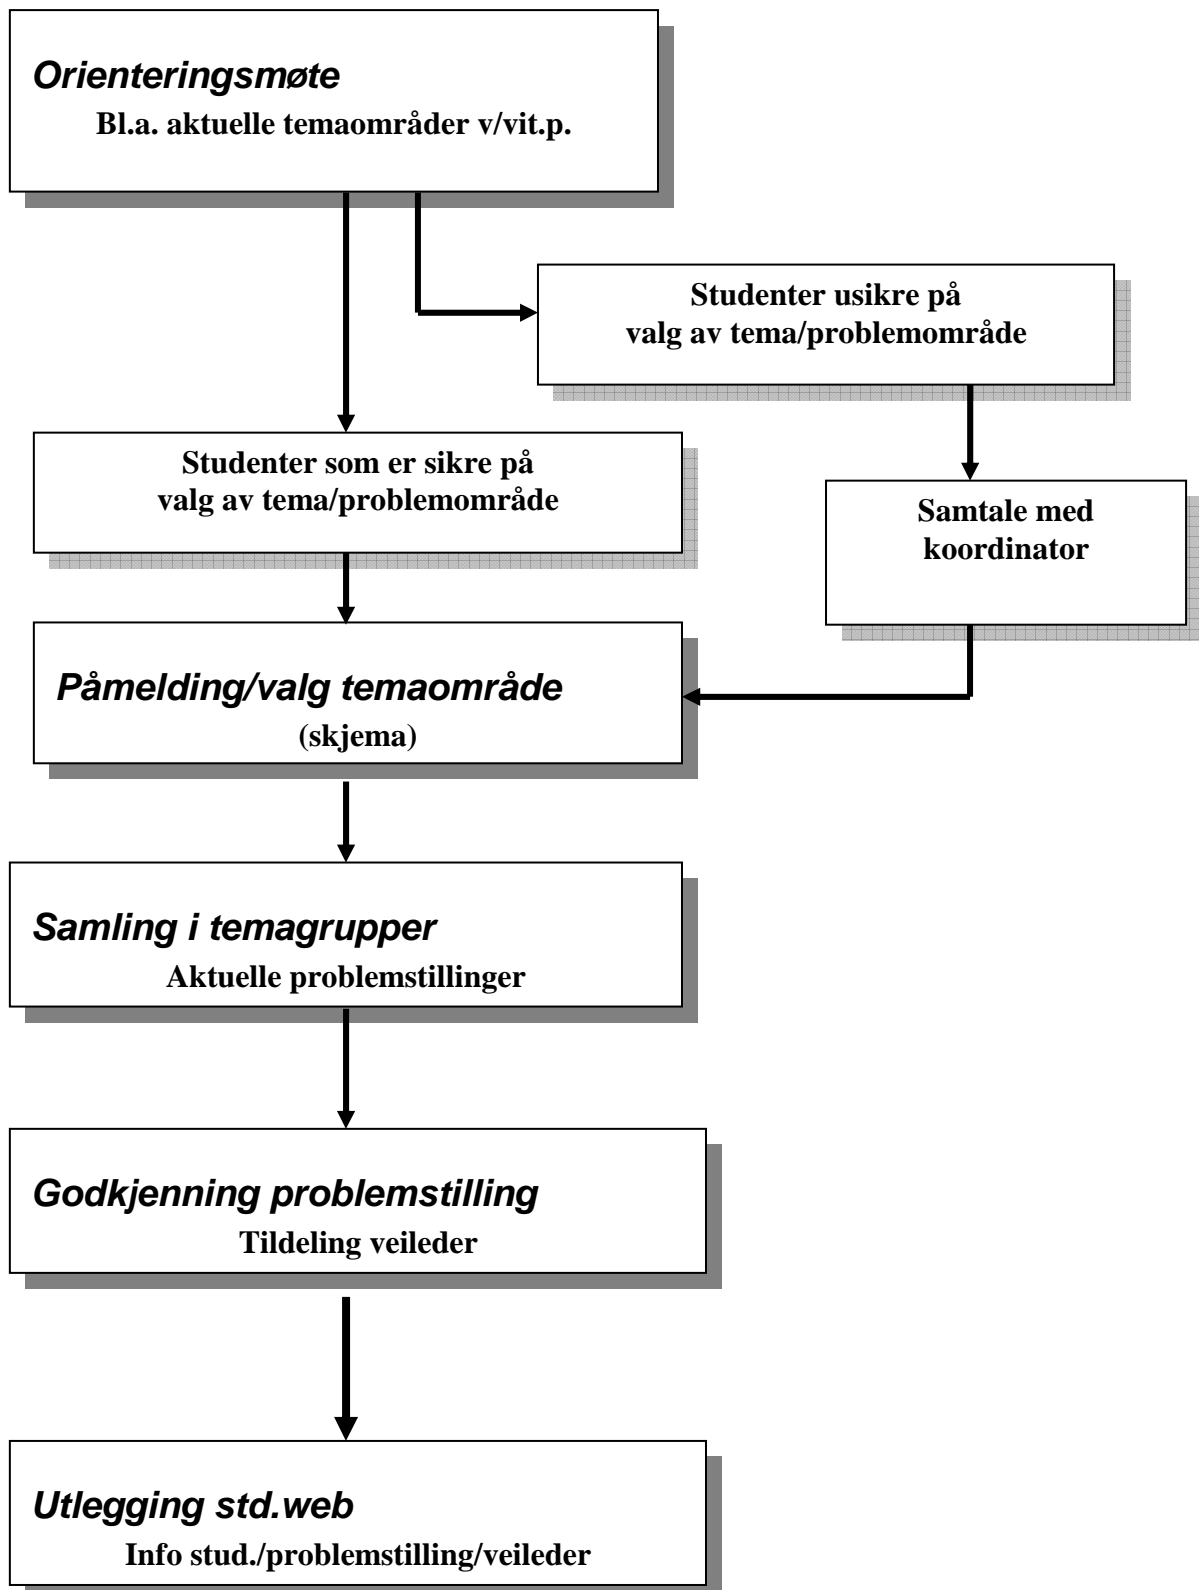 Orienteringsmøte
Bl.a. aktuelle temaområder v/vit.p.
Studenter usikre på
valg av tema/problemområde
Studenter som er sikre på
valg av tema/problemområde
Samtale med
koordinator
Påmelding/valg temaområde
(skjema)
Samling i temagrupper
Aktuelle problemstillinger
Godkjenning problemstilling
Tildeling veileder
Utlegging std.web
Info stud./problemstilling/veileder